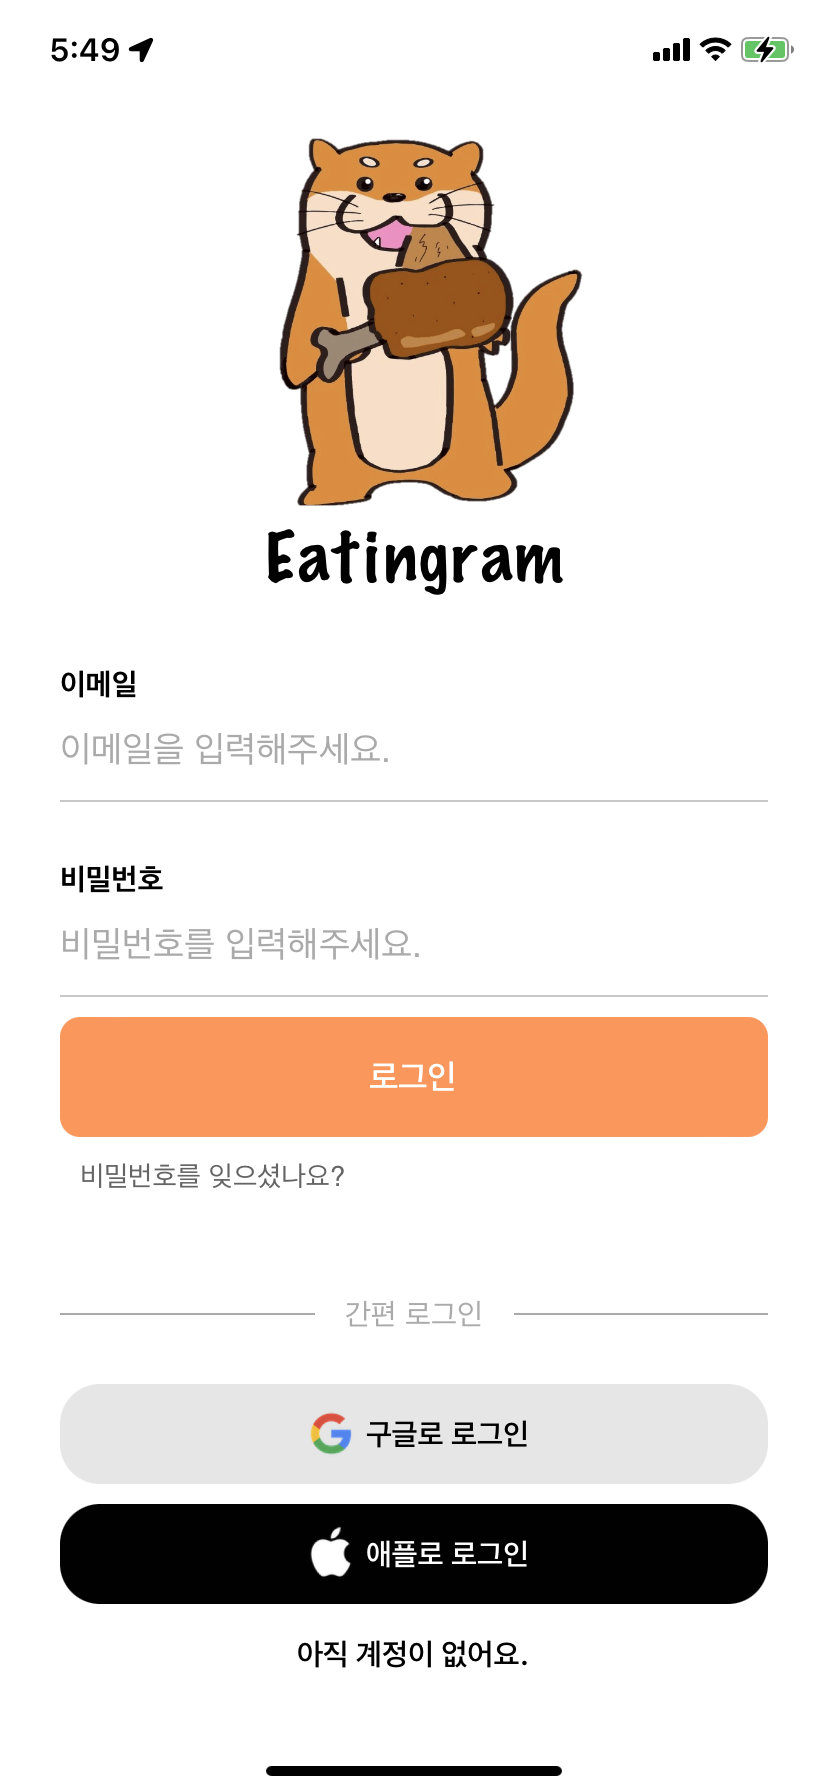 5:49
Eatingram
이메일
이메일을 입력해주세요.
비밀번호
비밀번호를 입력해주세요.
로그인
비밀번호를 잊으셨나요?
간편 로그인
구글로 로그인
애플로 로그인
아직 계정이 없어요.